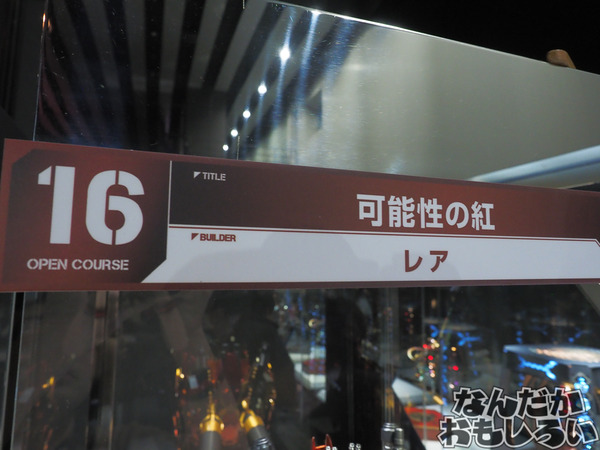 16
OPEN COURSE
TITLE
可能性の紅
BUILDER
レア
なんだか
おもしろい